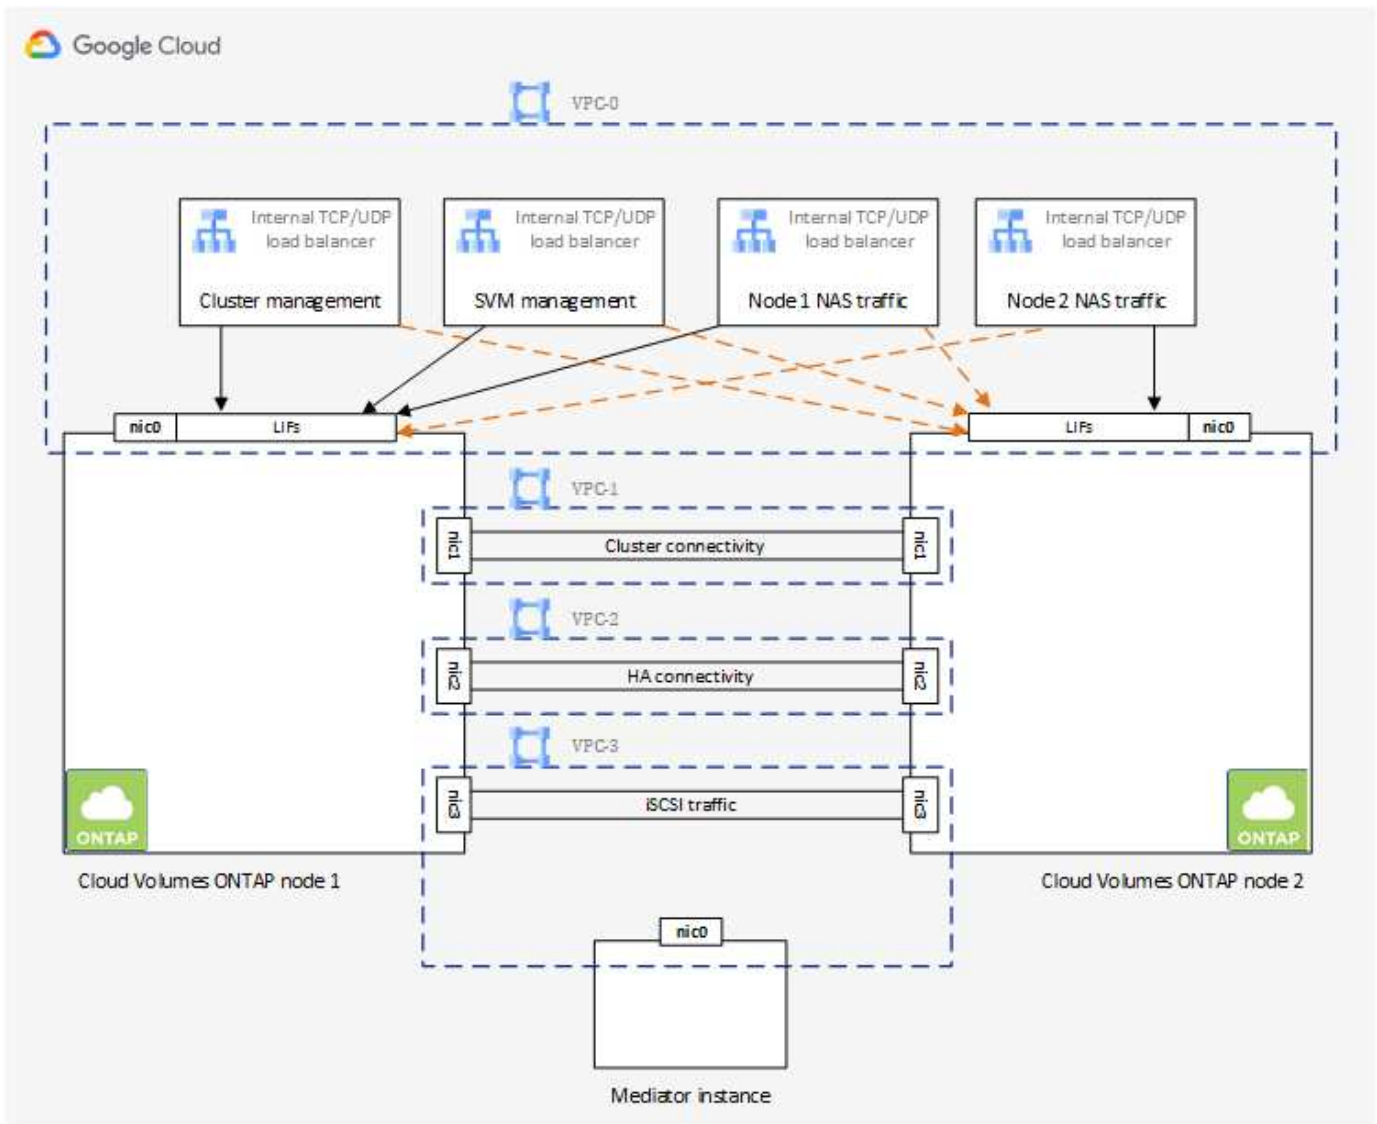 Google Cloud
VPC-0
Internal TCP/UDP
load balancer
Cluster management
Internal TCP/UDP
load balancer
SVM management
Internal TCP/UDP
load balancer
Node 1 NAS traffic
Internal TCP/UDP
load balancer
Node 2 NAS traffic
nic0
LIFs
LIFs
nic0
VPC-1
nic1
Cluster connectivity
nic1
VPC-2
nic2
HA connectivity
nic2
VPC-3
nic3
iSCSI traffic
nic3
ONTAP
ONTAP
Cloud Volumes ONTAP node 1
Cloud Volumes ONTAP node 2
nic0
Mediator instance